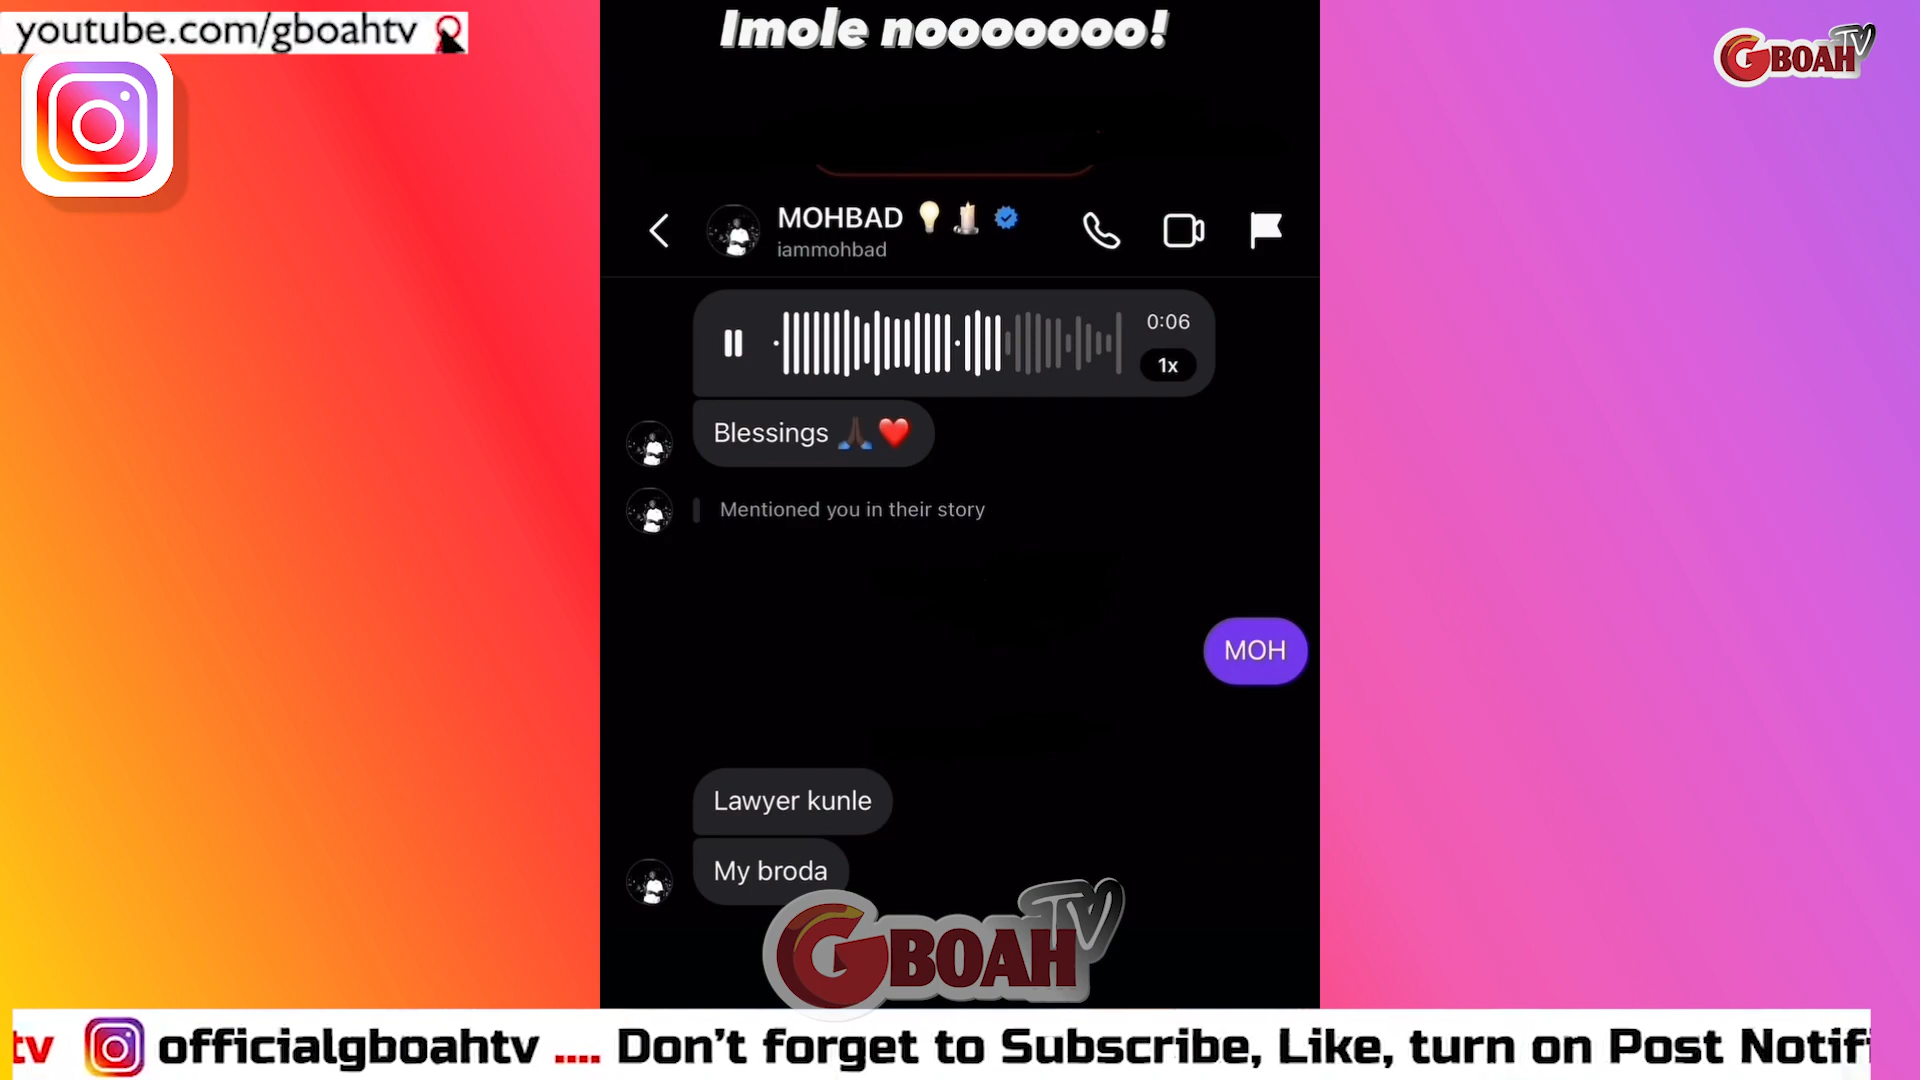 youtube.com/gboahtv
Imole nooooooo!
GBOAH TV
MOHBAD
iammohbad
0:06
1x
Blessings 🙏🏿❤️
Mentioned you in their story
MOH
Lawyer kunle
My broda
GBOAH TV
tv officialgboahtv .... Don't forget to Subscribe, Like, turn on Post Notifi